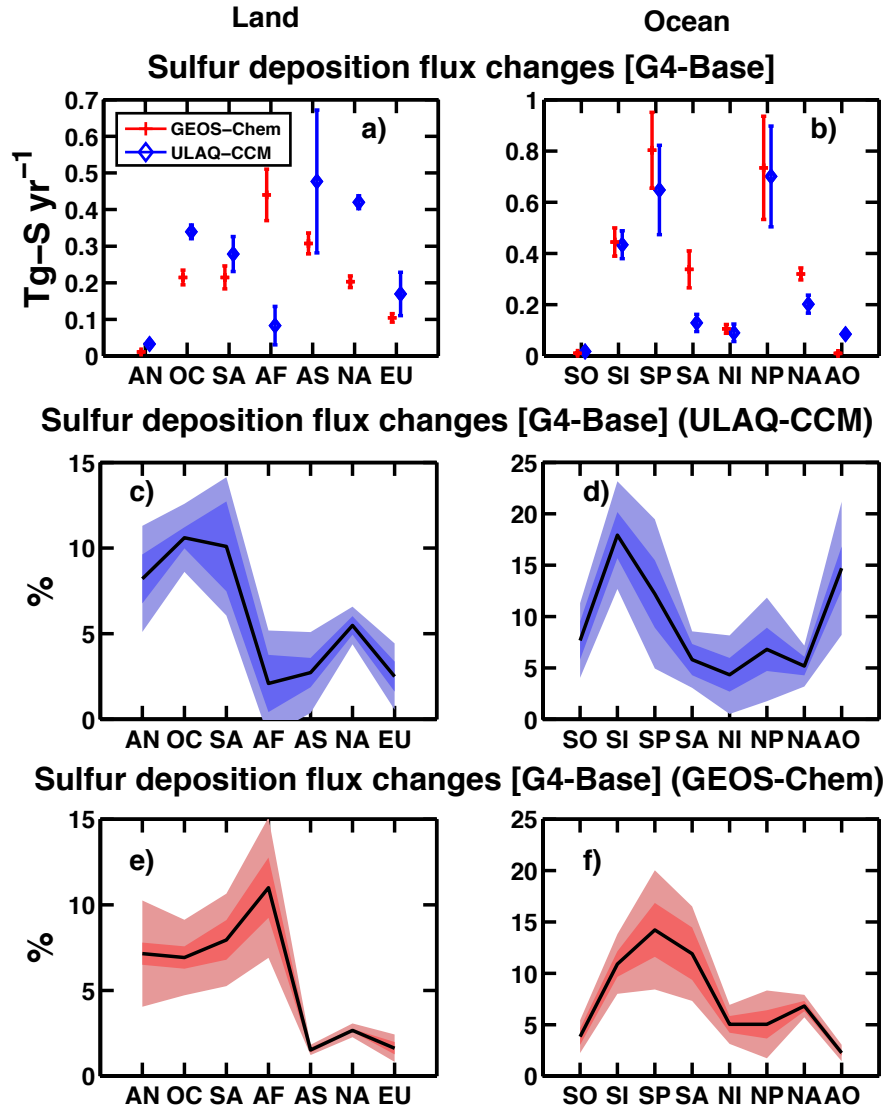 Land Ocean
Sulfur deposition flux changes [G4-Base]
Tg-S yr−1
0.7 0.6 0.5 0.4 0.3 0.2 0.1 0
GEOS-Chem
ULAQ-CCM
a)
AN OC SA AF AS NA EU
1 0.8 0.6 0.4 0.2 0
b)
SO SI SP SA NI NP NA AO
Sulfur deposition flux changes [G4-Base] (ULAQ-CCM)
%
15 10 5 0
c)
AN OC SA AF AS NA EU
25 20 15 10 5 0
d)
SO SI SP SA NI NP NA AO
Sulfur deposition flux changes [G4-Base] (GEOS-Chem)
%
15 10 5 0
e)
AN OC SA AF AS NA EU
25 20 15 10 5 0
f)
SO SI SP SA NI NP NA AO